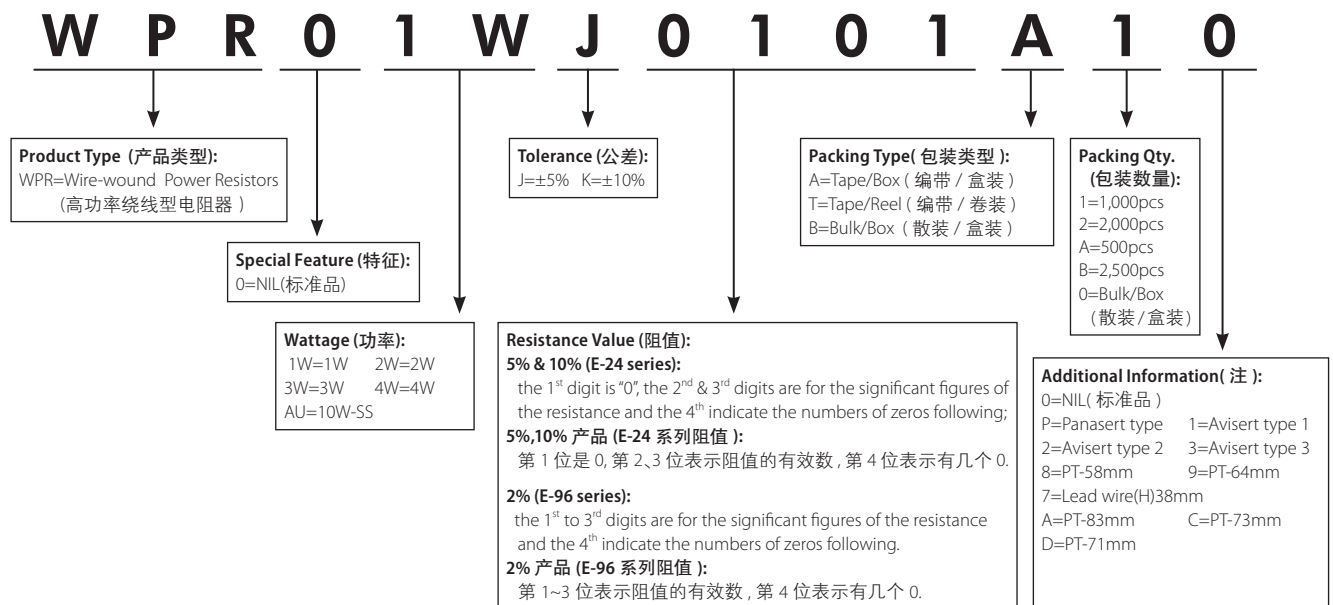 W P R 0 1 W J 0 1 0 1 A 1 0
Product Type (产品类型):
WPR=Wire-wound Power Resistors
(高功率绕线型电阻器)
Special Feature (特征):
0=NIL(标准品)
Wattage (功率):
1W=1W 2W=2W
3W=3W 4W=4W
AU=10W-SS
Tolerance (公差):
J=±5% K=±10%
Resistance Value (阻值):
5% & 10% (E-24 series):
the 1st digit is “0”, the 2nd & 3rd digits are for the significant figures of
the resistance and the 4th indicate the numbers of zeros following;
5%,10% 产品 (E-24 系列阻值):
第 1 位是 0, 第 2、3 位表示阻值的有效数, 第 4 位表示有几个 0.
2% (E-96 series):
the 1st to 3rd digits are for the significant figures of the resistance
and the 4th indicate the numbers of zeros following.
2% 产品 (E-96 系列阻值):
第 1~3 位表示阻值的有效数, 第 4 位表示有几个 0.
Packing Type( 包装类型 ):
A=Tape/Box ( 编带 / 盒装 )
T=Tape/Reel ( 编带 / 卷装 )
B=Bulk/Box ( 散装 / 盒装 )
Packing Qty.
(包装数量):
1=1,000pcs
2=2,000pcs
A=500pcs
B=2,500pcs
0=Bulk/Box
(散装/盒装)
Additional Information( 注 ):
0=NIL( 标准品 )
P=Panasert type 1=Avisert type 1
2=Avisert type 2 3=Avisert type 3
8=PT-58mm 9=PT-64mm
7=Lead wire(H)38mm
A=PT-83mm C=PT-73mm
D=PT-71mm